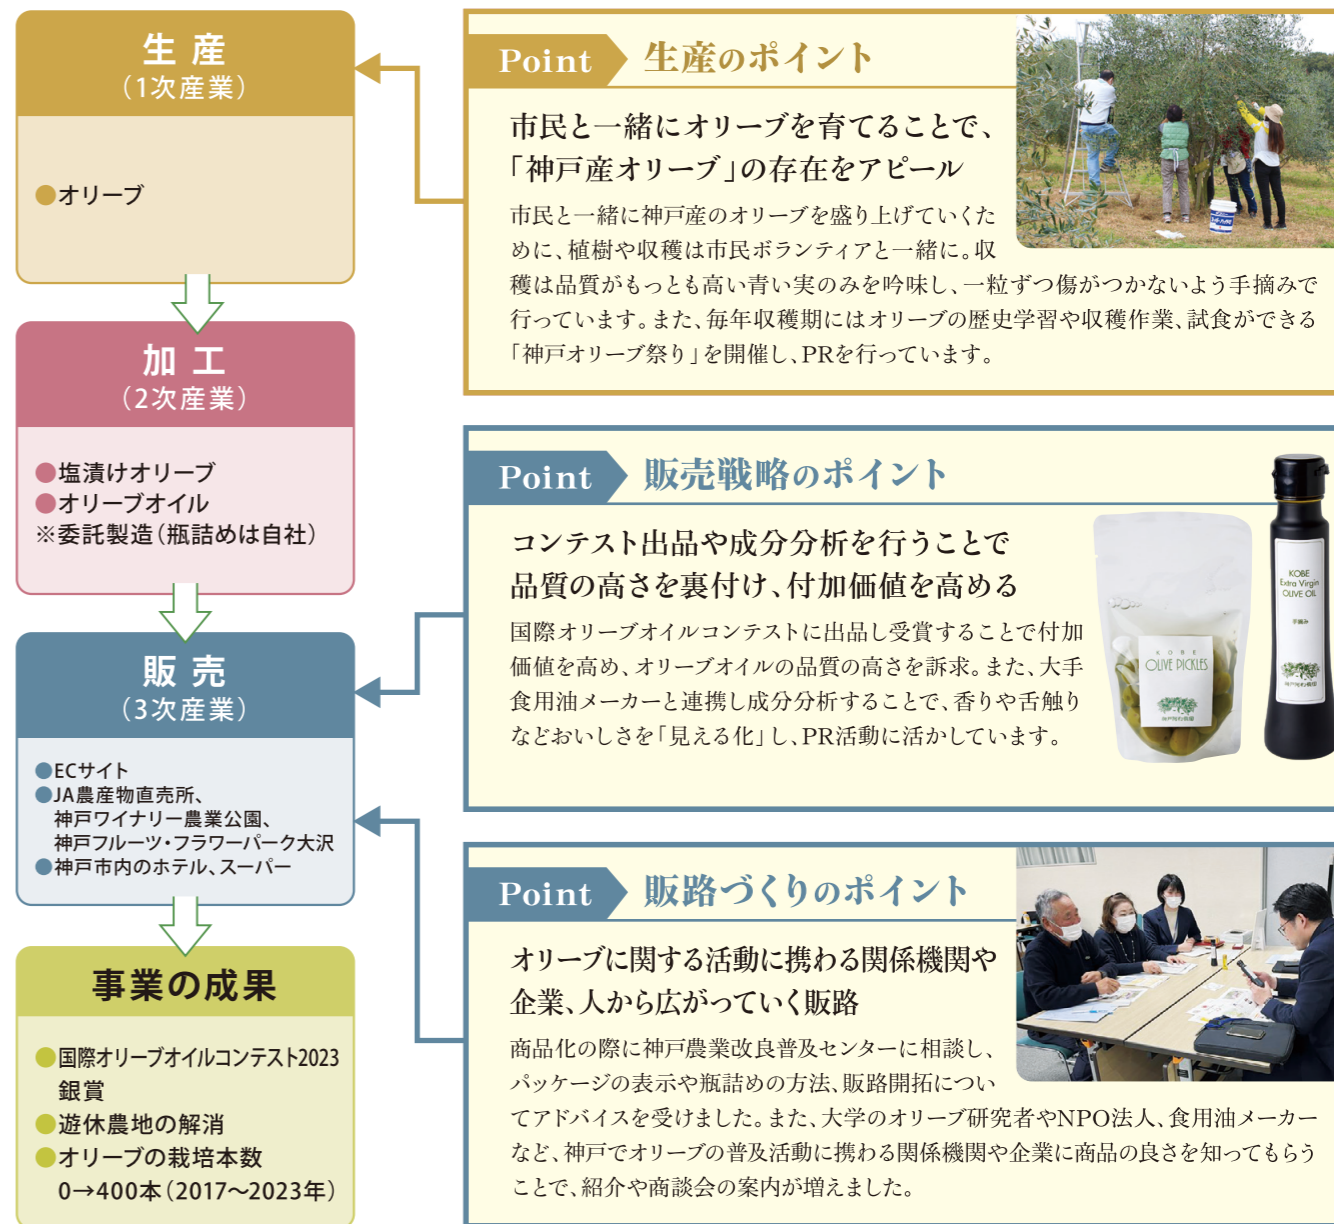 生 産
（1次産業）
●オリーブ
加 工
（2次産業）
●塩漬けオリーブ
●オリーブオイル
※委託製造（瓶詰めは自社）
販 売
（3次産業）
●ECサイト
●JA農産物直売所、
神戸ワイナリー農業公園、
神戸フルーツ・フラワーパーク大沢
●神戸市内のホテル、スーパー
事業の成果
●国際オリーブオイルコンテスト2023
銀賞
●遊休農地の解消
●オリーブの栽培本数
0→400本（2017〜2023年）
Point 生産のポイント
市民と一緒にオリーブを育てることで、
「神戸産オリーブ」の存在をアピール
市民と一緒に神戸産のオリーブを盛り上げていくた
めに、植樹や収穫は市民ボランティアと一緒に。収
穫は品質がもっとも高い青い実のみを吟味し、一粒ずつ傷がつかないよう手摘みで
行っています。また、毎年収穫期にはオリーブの歴史学習や収穫作業、試食ができる
「神戸オリーブ祭り」を開催し、PRを行っています。
Point 販売戦略のポイント
コンテスト出品や成分分析を行うことで
品質の高さを裏付け、付加価値を高める
国際オリーブオイルコンテストに出品し受賞することで付加
価値を高め、オリーブオイルの品質の高さを訴求。また、大手
食用油メーカーと連携し成分分析することで、香りや舌触り
などおいしさを「見える化」し、PR活動に活かしています。
KOBE
OLIVE PICKLES
KOBE
Extra Virgin
OLIVE OIL
手摘み
Point 販路づくりのポイント
オリーブに関する活動に携わる関係機関や
企業、人から広がっていく販路
商品化の際に神戸農業改良普及センターに相談し、
パッケージの表示や瓶詰めの方法、販路開拓につい
てアドバイスを受けました。また、大学のオリーブ研究者やNPO法人、食用油メーカー
など、神戸でオリーブの普及活動に携わる関係機関や企業に商品の良さを知ってもらう
ことで、紹介や商談会の案内が増えました。